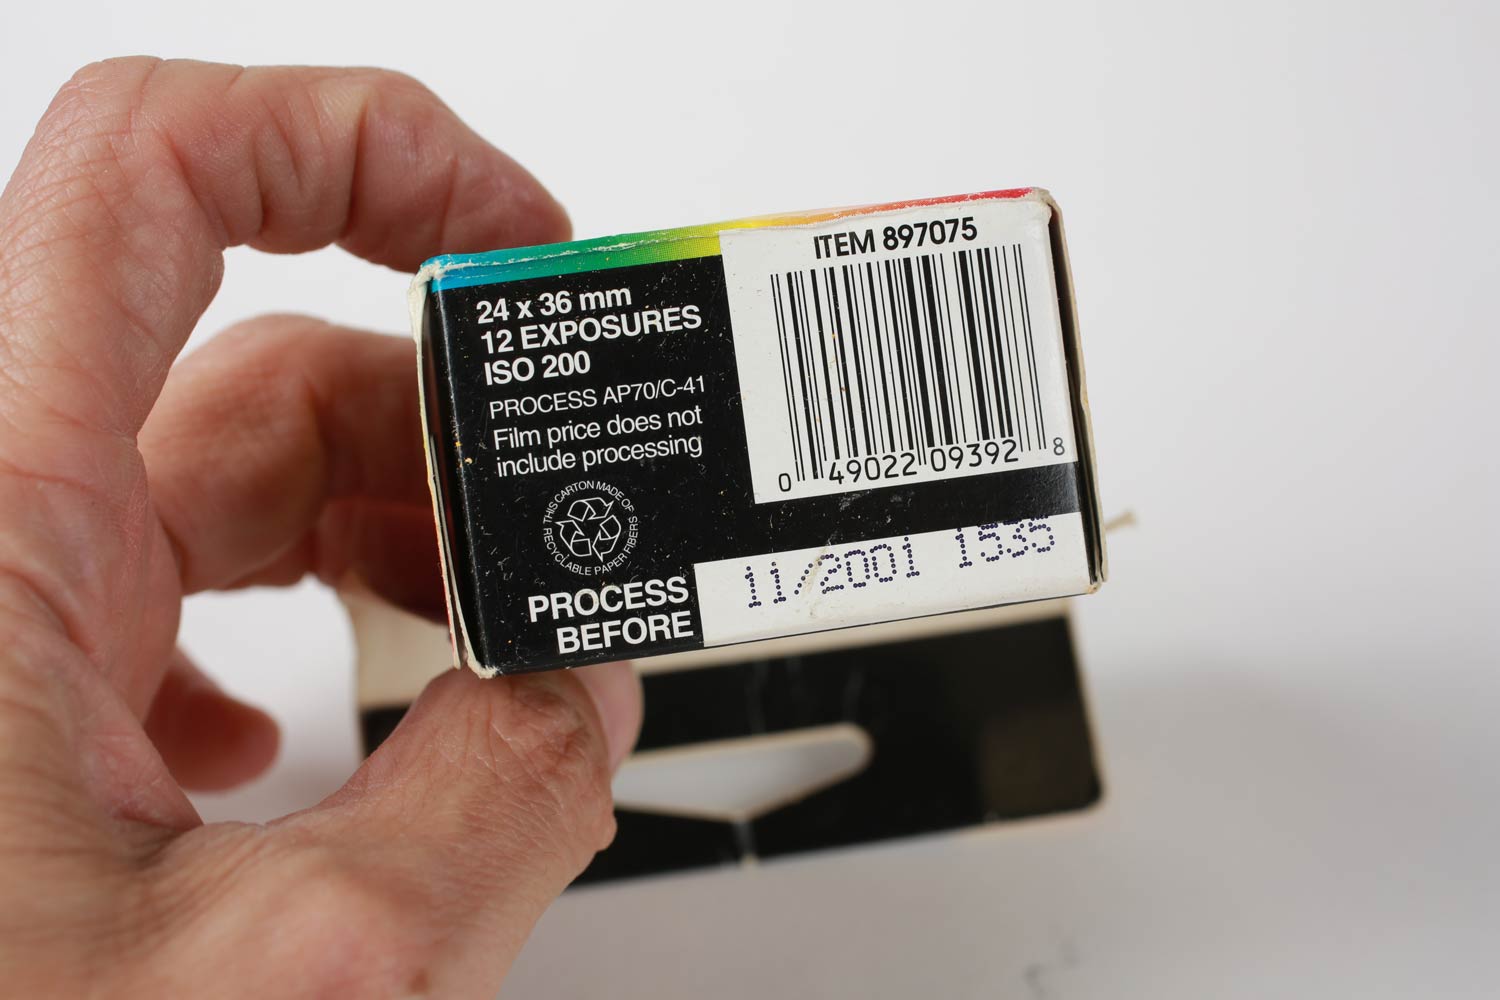 24 x 36 mm
12 EXPOSURES
ISO 200
PROCESS AP70/C-41
Film price does not
include processing
THIS CARTON MADE OF
RECYCLABLE PAPER FIBERS
PROCESS
BEFORE
ITEM 897075
0 49022 09392 8
11/2001 1535